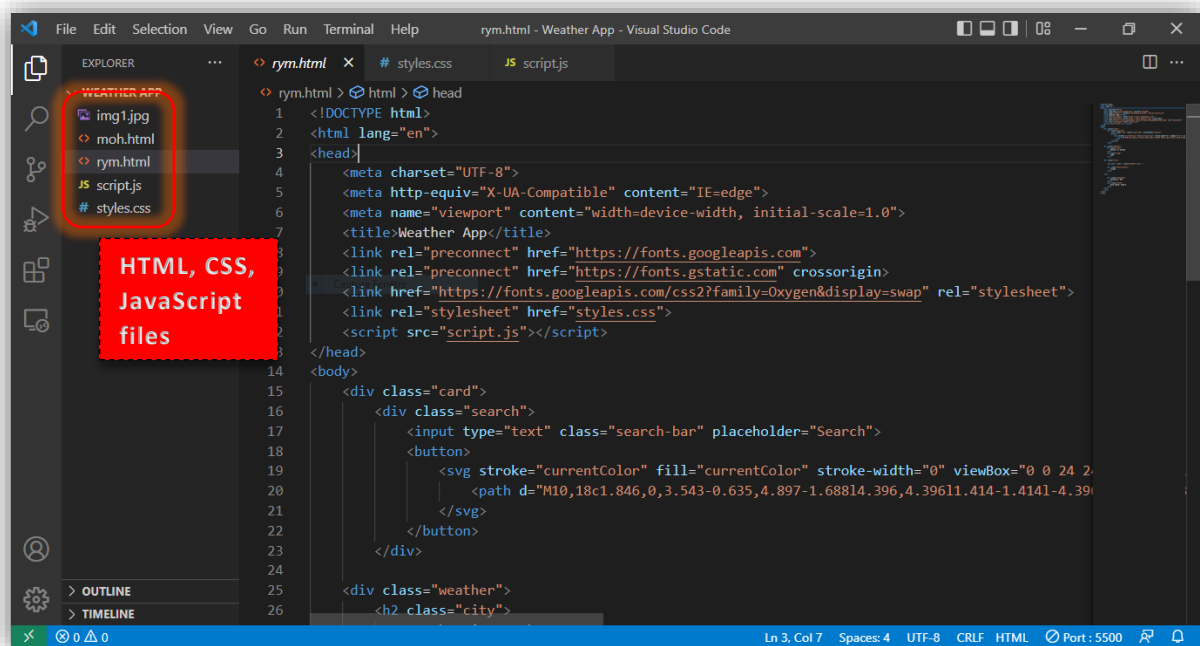 File Edit Selection View Go Run Terminal Help rym.html - Weather App - Visual Studio Code
EXPLORER ···
WEATHER APP
img1.jpg
moh.html
rym.html
JS script.js
# styles.css
HTML, CSS,
JavaScript
files
OUTLINE
TIMELINE
<> rym.html × # styles.css JS script.js
<> rym.html > html > head
1 <!DOCTYPE html>
2 <html lang="en">
3 <head>
4 <meta charset="UTF-8">
5 <meta http-equiv="X-UA-Compatible" content="IE=edge">
6 <meta name="viewport" content="width=device-width, initial-scale=1.0">
7 <title>Weather App</title>
<link rel="preconnect" href="https://fonts.googleapis.com">
<link rel="preconnect" href="https://fonts.gstatic.com" crossorigin>
<link href="https://fonts.googleapis.com/css2?family=Oxygen&display=swap" rel="stylesheet">
<link rel="stylesheet" href="styles.css">
<script src="script.js"></script>
</head>
14 <body>
15 <div class="card">
16 <div class="search">
17 <input type="text" class="search-bar" placeholder="Search">
18 <button>
19 <svg stroke="currentColor" fill="currentColor" stroke-width="0" viewBox="0 0 24 24
20 <path d="M10,18c1.846,0,3.543-0.635,4.897-1.688l4.396,4.396l1.414-1.414l-4.396
21 </svg>
22 </button>
23 </div>
24
25 <div class="weather">
26 <h2 class="city">
0 0 Ln 3, Col 7 Spaces: 4 UTF-8 CRLF HTML Port : 5500